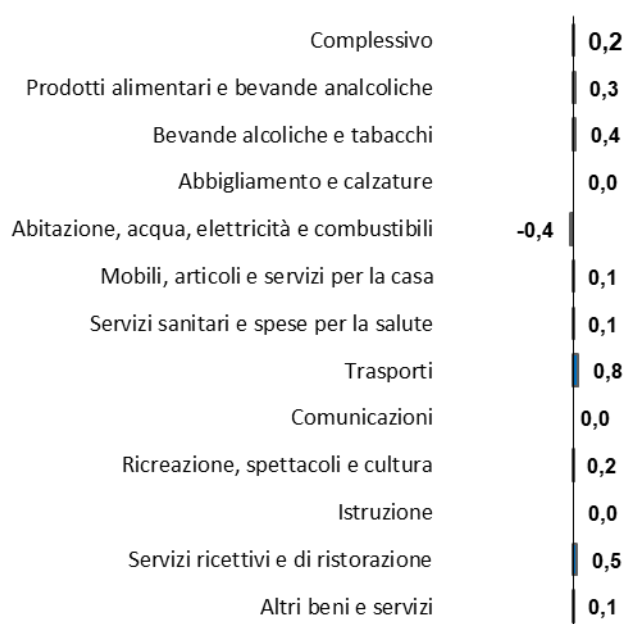 Complessivo 0,2
Prodotti alimentari e bevande analcoliche 0,3
Bevande alcoliche e tabacchi 0,4
Abbigliamento e calzature 0,0
Abitazione, acqua, elettricità e combustibili -0,4
Mobili, articoli e servizi per la casa 0,1
Servizi sanitari e spese per la salute 0,1
Trasporti 0,8
Comunicazioni 0,0
Ricreazione, spettacoli e cultura 0,2
Istruzione 0,0
Servizi ricettivi e di ristorazione 0,5
Altri beni e servizi 0,1